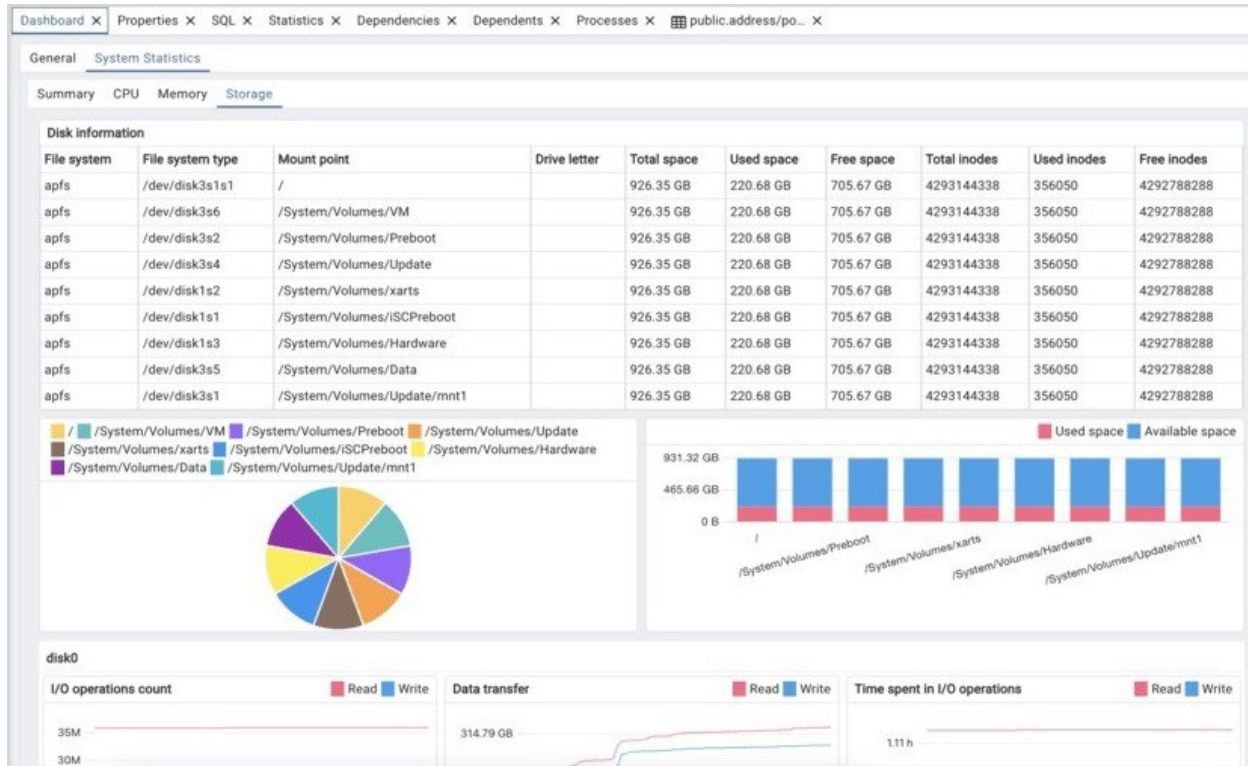 Dashboard X Properties X SQL X Statistics X Dependencies X Dependents X Processes X public.address/po... X
General System Statistics
Summary CPU Memory Storage
Disk information
File system File system type Mount point Drive letter Total space Used space Free space Total inodes Used inodes Free inodes
apfs /dev/disk3s1s1 / 926.35 GB 220.68 GB 705.67 GB 4293144338 356050 4292788288
apfs /dev/disk3s6 /System/Volumes/VM 926.35 GB 220.68 GB 705.67 GB 4293144338 356050 4292788288
apfs /dev/disk3s2 /System/Volumes/Preboot 926.35 GB 220.68 GB 705.67 GB 4293144338 356050 4292788288
apfs /dev/disk3s4 /System/Volumes/Update 926.35 GB 220.68 GB 705.67 GB 4293144338 356050 4292788288
apfs /dev/disk1s2 /System/Volumes/xarts 926.35 GB 220.68 GB 705.67 GB 4293144338 356050 4292788288
apfs /dev/disk1s1 /System/Volumes/iSCPreboot 926.35 GB 220.68 GB 705.67 GB 4293144338 356050 4292788288
apfs /dev/disk1s3 /System/Volumes/Hardware 926.35 GB 220.68 GB 705.67 GB 4293144338 356050 4292788288
apfs /dev/disk3s5 /System/Volumes/Data 926.35 GB 220.68 GB 705.67 GB 4293144338 356050 4292788288
apfs /dev/disk3s1 /System/Volumes/Update/mnt1 926.35 GB 220.68 GB 705.67 GB 4293144338 356050 4292788288
/ /System/Volumes/VM /System/Volumes/Preboot /System/Volumes/Update
/System/Volumes/xarts /System/Volumes/iSCPreboot /System/Volumes/Hardware
/System/Volumes/Data /System/Volumes/Update/mnt1
Used space Available space
931.32 GB
465.66 GB
0 B
/
/System/Volumes/Preboot
/System/Volumes/xarts
/System/Volumes/Hardware
/System/Volumes/Update/mnt1
disk0
I/O operations count Read Write
35M
30M
Data transfer Read Write
314.79 GB
Time spent in I/O operations Read Write
1.11 h